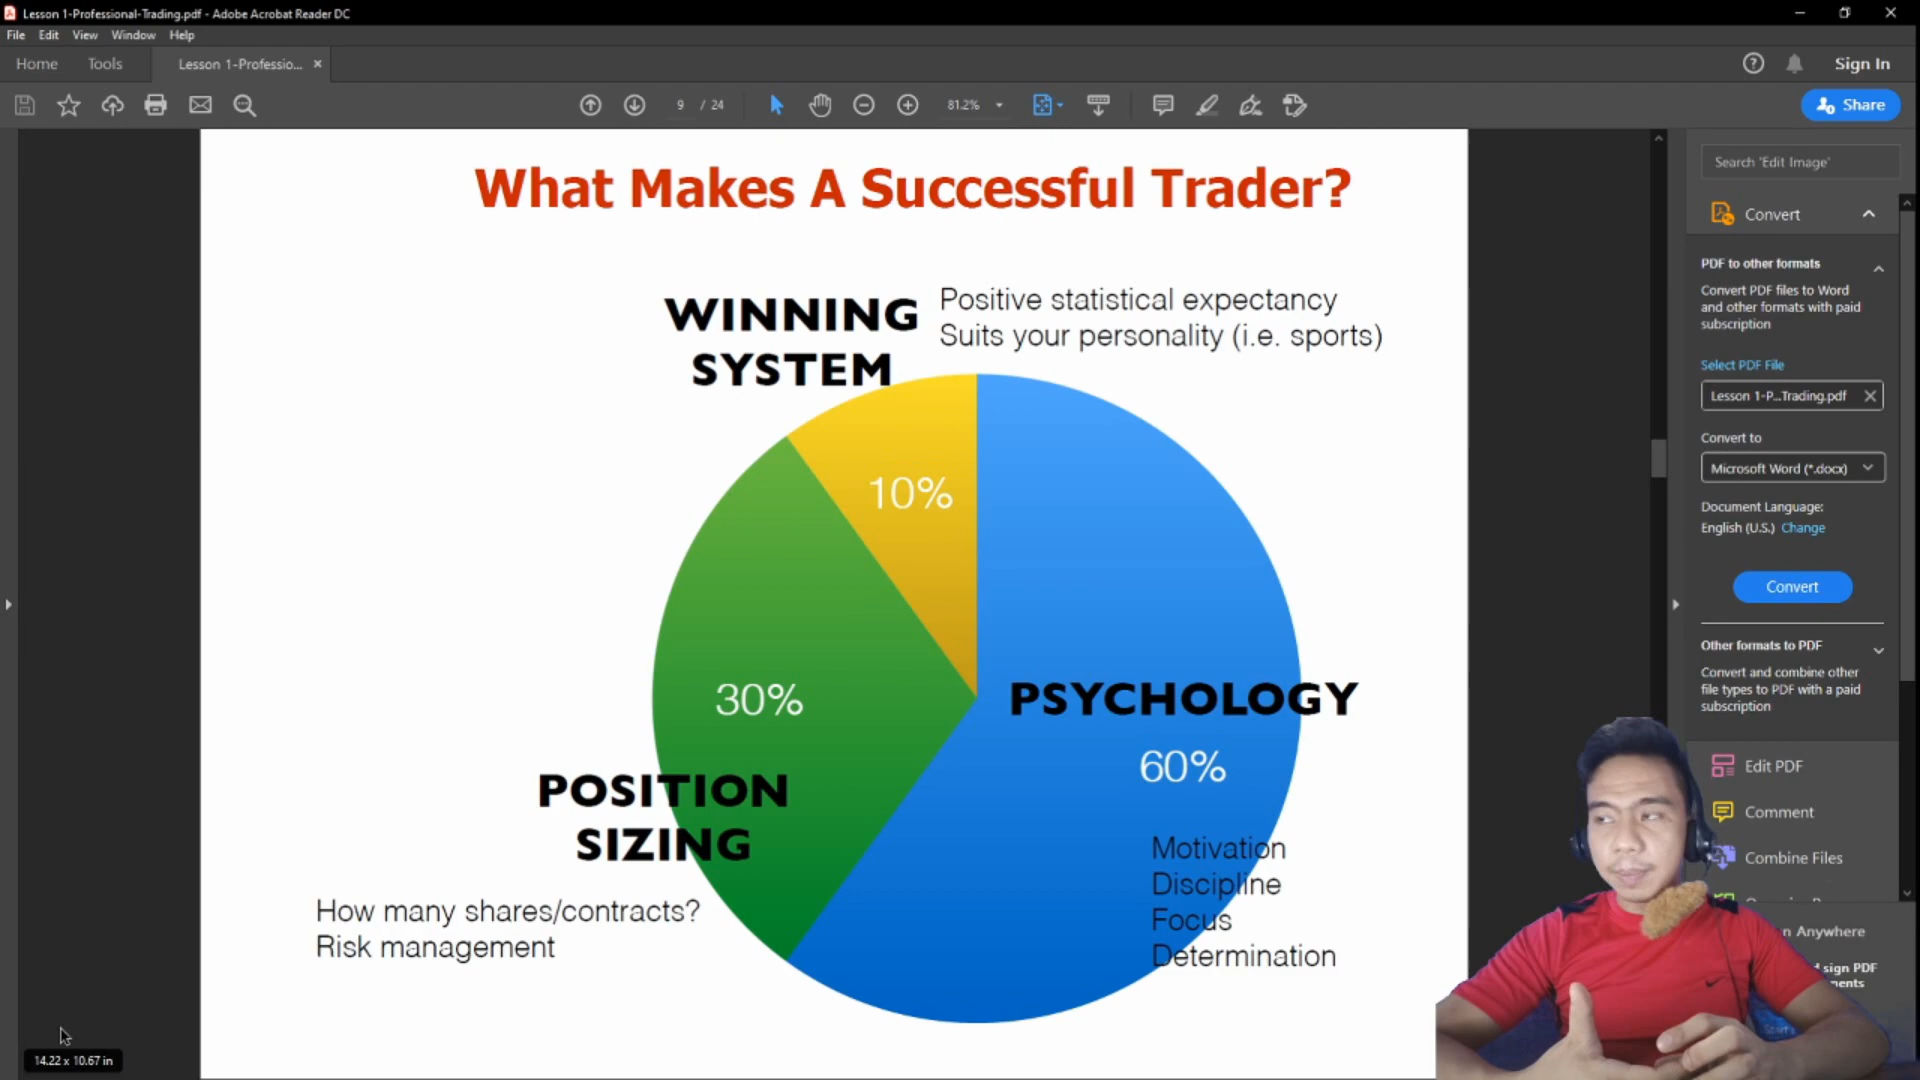 Lesson 1-Professional-Trading.pdf - Adobe Acrobat Reader DC
File Edit View Window Help
Home Tools Lesson 1-Professio... ×
Sign In
9 / 24
81.2%
Share
What Makes A Successful Trader?
WINNING
SYSTEM
Positive statistical expectancy
Suits your personality (i.e. sports)
10%
30%
PSYCHOLOGY
60%
POSITION
SIZING
Motivation
Discipline
Focus
Determination
How many shares/contracts?
Risk management
14.22 x 10.67 in
Search 'Edit Image'
Convert
PDF to other formats
Convert PDF files to Word
and other formats with paid
subscription
Select PDF File
Lesson 1-P...Trading.pdf
Convert to
Microsoft Word (*.docx)
Document Language:
English (U.S.) Change
Convert
Other formats to PDF
Convert and combine other
file types to PDF with a paid
subscription
Edit PDF
Comment
Combine Files
Anywhere
sign PDF